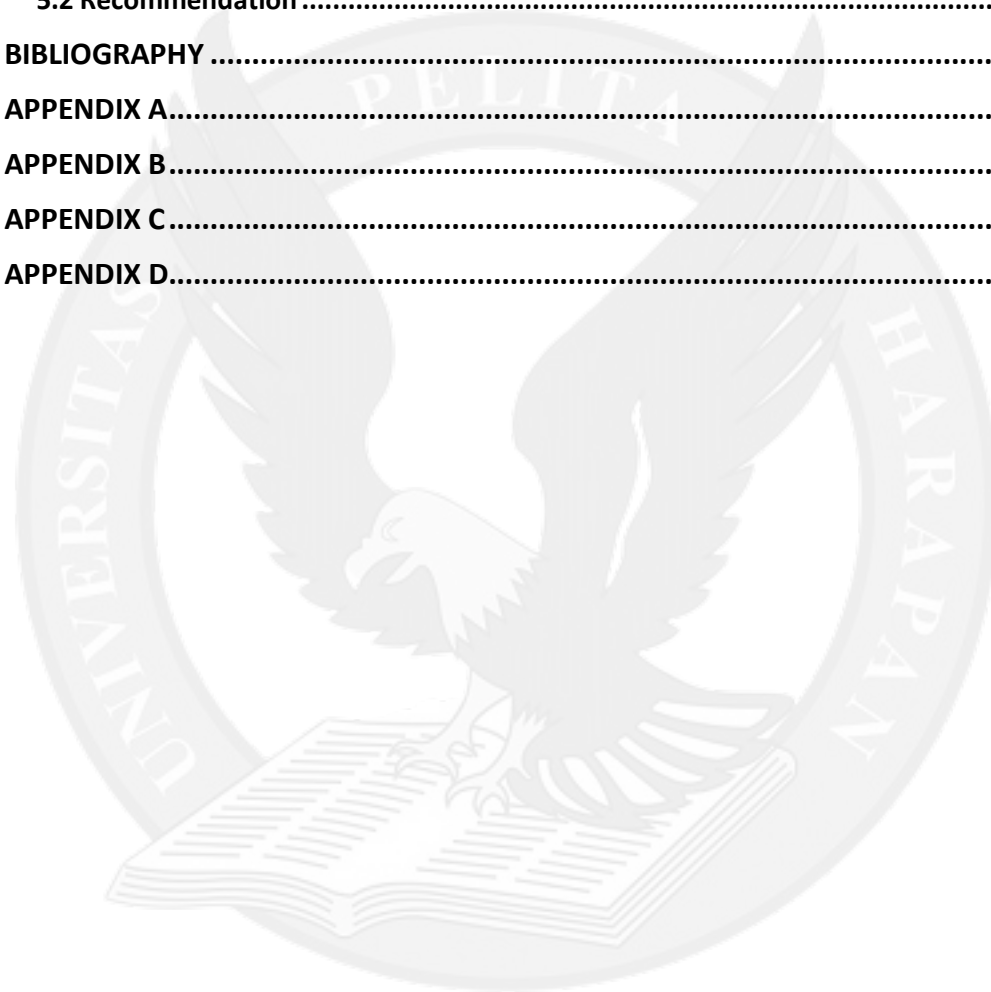 5.2 Recommendation ................................................................................................
BIBLIOGRAPHY ................................................................................................
APPENDIX A................................................................................................
APPENDIX B ................................................................................................
APPENDIX C ................................................................................................
APPENDIX D................................................................................................
UNIVERSITAS PELITA HARAPAN